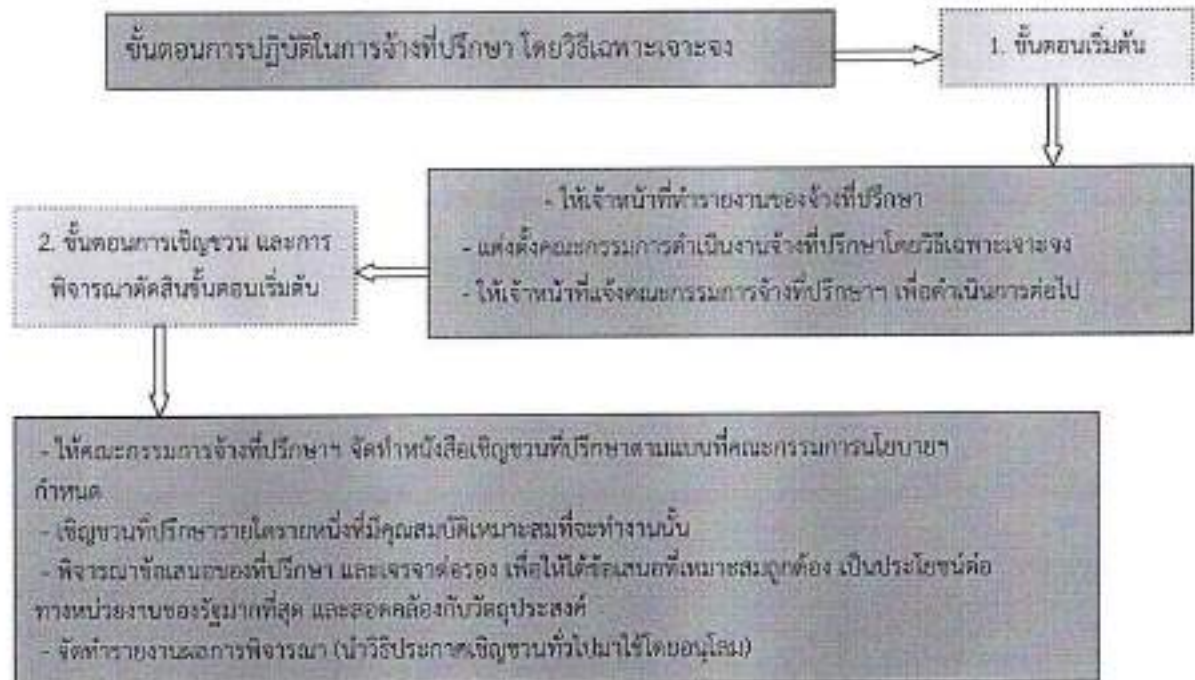 ขั้นตอนการปฏิบัติในการจ้างที่ปรึกษา โดยวิธีเฉพาะเจาะจง
1. ขั้นตอนเริ่มต้น
- ให้เจ้าหน้าที่ทำรายงานของจ้างที่ปรึกษา
- แต่งตั้งคณะกรรมการดำเนินงานจ้างที่ปรึกษาโดยวิธีเฉพาะเจาะจง
- ให้เจ้าหน้าที่แจ้งคณะกรรมการจ้างที่ปรึกษาฯ เพื่อดำเนินการต่อไป
2. ขั้นตอนการเชิญชวน และการ
พิจารณาตัดสินขั้นตอนเริ่มต้น
- ให้คณะกรรมการจ้างที่ปรึกษาฯ จัดทำหนังสือเชิญชวนที่ปรึกษาตามแบบที่คณะกรรมการนโยบายฯ
กำหนด
- เชิญชวนที่ปรึกษารายใดรายหนึ่งที่มีคุณสมบัติเหมาะสมที่จะทำงานนั้น
- พิจารณาข้อเสนอของที่ปรึกษา และเจรจาต่อรอง เพื่อให้ได้ข้อเสนอที่เหมาะสมถูกต้อง เป็นประโยชน์ต่อ
ทางหน่วยงานของรัฐมากที่สุด และสอดคล้องกับวัตถุประสงค์
- จัดทำรายงานผลการพิจารณา (นำวิธีประกาศเชิญชวนทั่วไปมาใช้โดยอนุโลม)